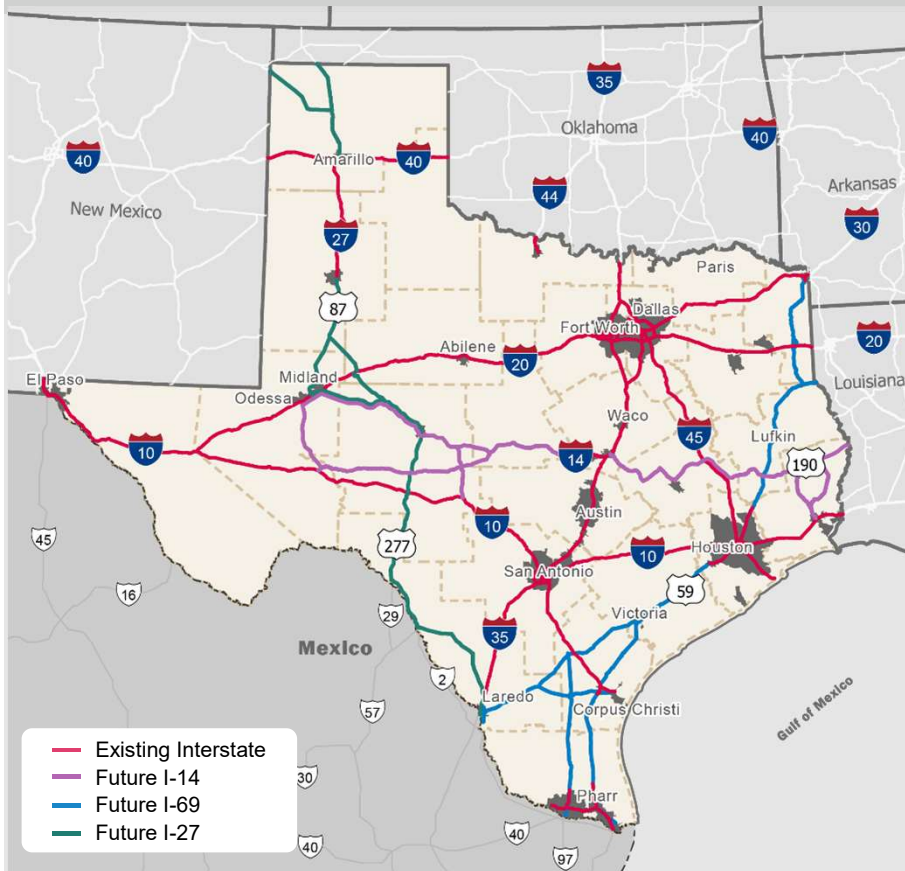 35
Oklahoma
40
40
Amarillo
40
44
Arkansas
New Mexico
30
27
Paris
87
Dallas
Fort Worth
Abilene
20
20
El Paso
Midland
Odessa
Louisiana
Waco
45
Lufkin
10
14
190
Austin
10
277
10
Houston
45
San Antonio
59
16
29
Victoria
Mexico
35
2
Laredo
57
Corpus Christi
Gulf of Mexico
Existing Interstate
Future I-14
Future I-69
Future I-27
30
Pharr
40
40
97